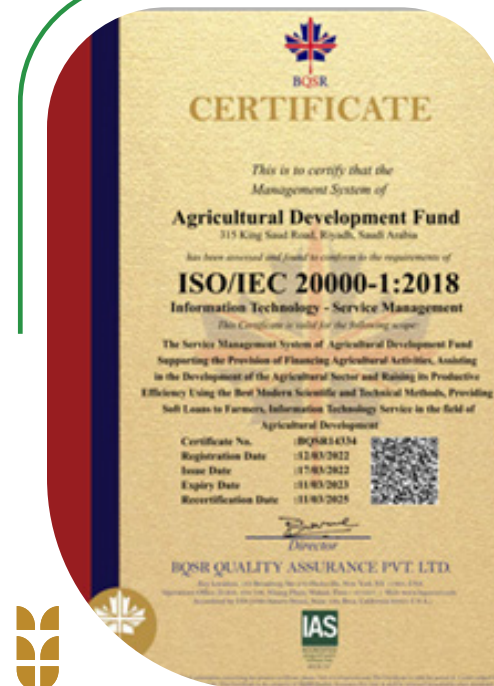 BQSR
CERTIFICATE
This is to certify that the
Management System of
Agricultural Development Fund
315 King Saud Road, Riyadh, Saudi Arabia
has been assessed and found to conform to the requirements of
ISO/IEC 20000-1:2018
Information Technology - Service Management
This Certificate is valid for the following scope:
The Service Management System of Agricultural Development Fund
Supporting the Provision of Financing Agricultural Activities, Assisting
in the Development of the Agricultural Sector and Raising its Productive
Efficiency Using the Best Modern Scientific and Technical Methods, Providing
Soft Loans to Farmers, Information Technology Service in the field of
Agricultural Development
Certificate No. :BQSR14334
Registration Date :12/03/2022
Issue Date :17/03/2022
Expiry Date :11/03/2023
Recertification Date :11/03/2025
Director
BQSR QUALITY ASSURANCE PVT. LTD.
IAS